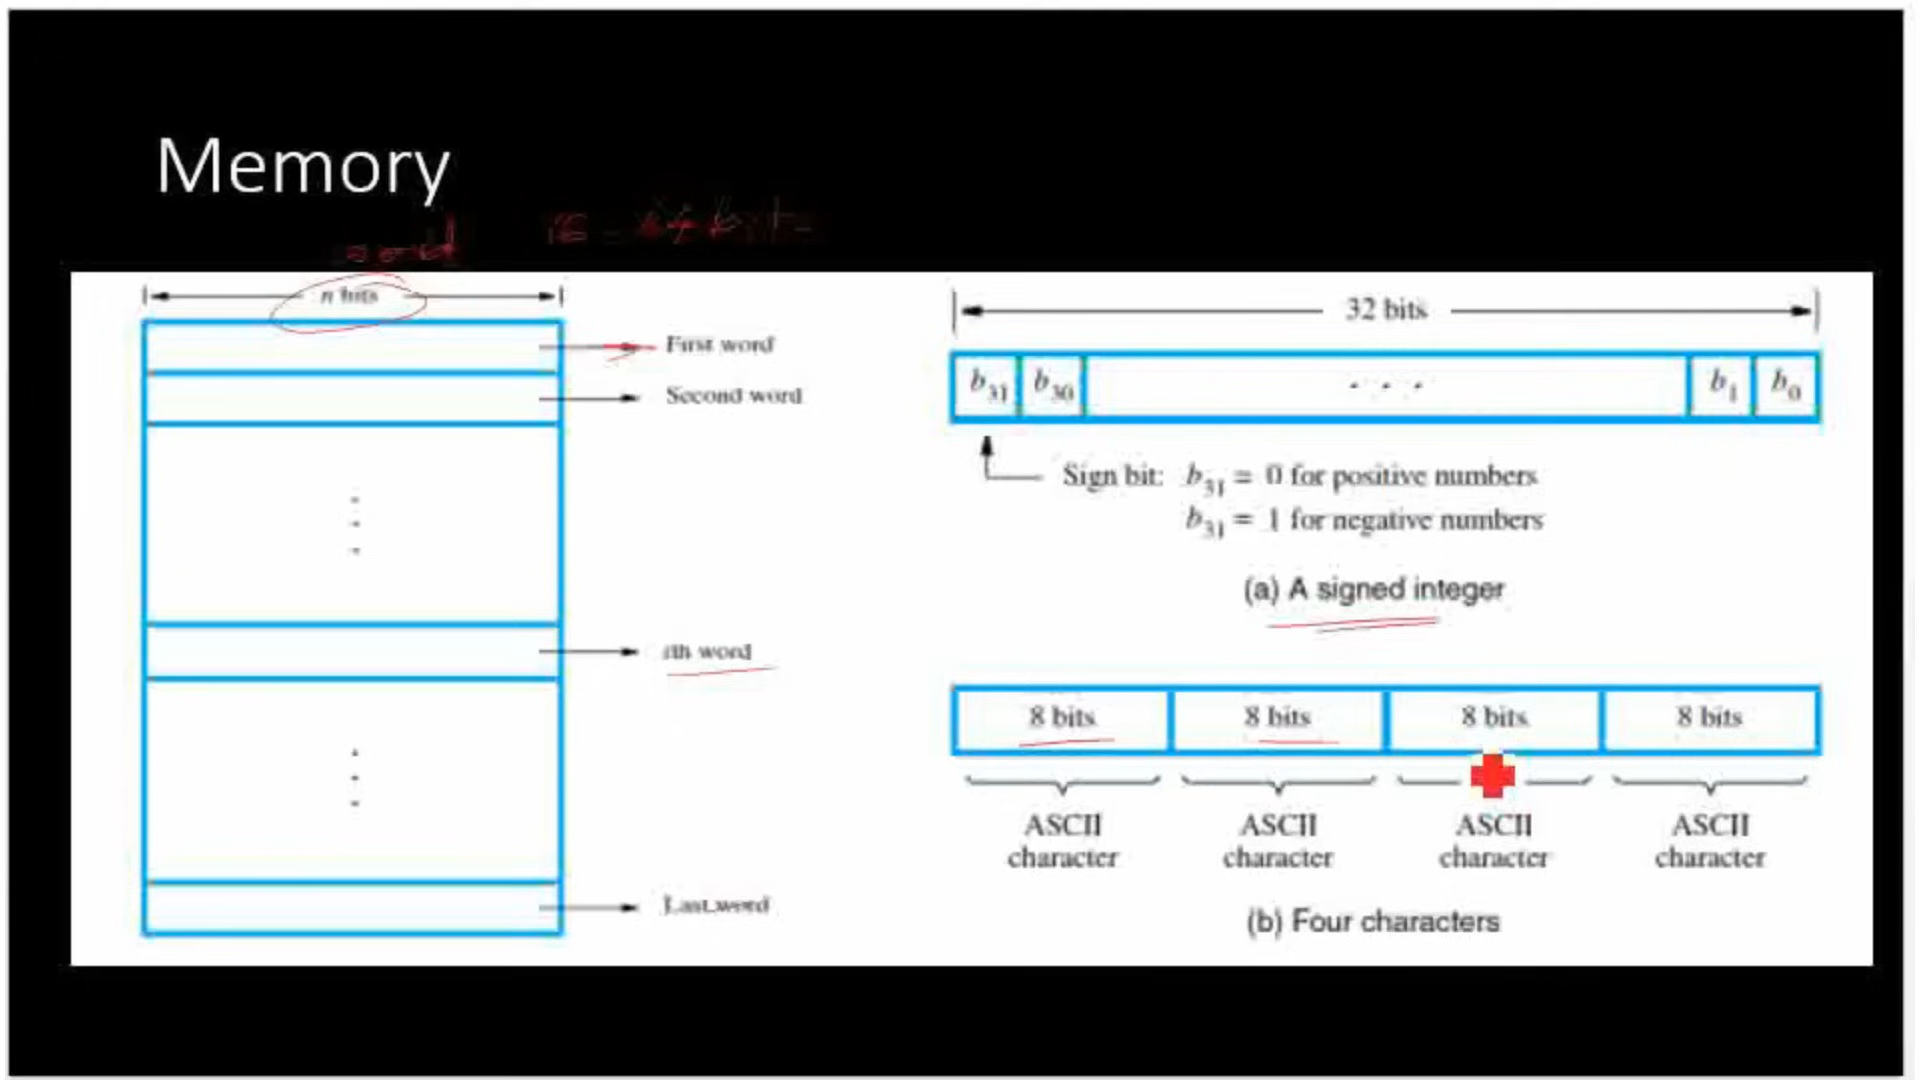 Memory
n bits
First word
Second word
ith word
Last word
32 bits
b31 b30 . . . b1 b0
Sign bit: b31 = 0 for positive numbers
b31 = 1 for negative numbers
(a) A signed integer
8 bits 8 bits 8 bits 8 bits
ASCII ASCII ASCII ASCII
character character character character
(b) Four characters